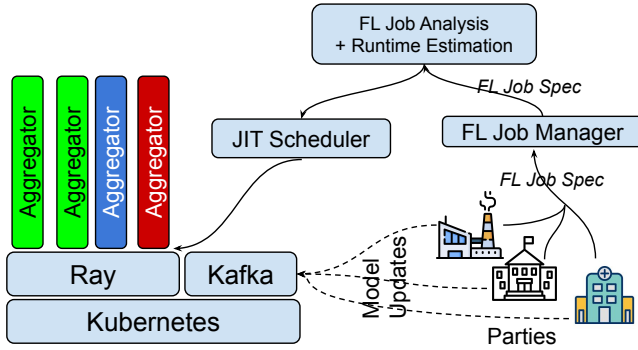 FL Job Analysis
+ Runtime Estimation
FL Job Spec
JIT Scheduler
FL Job Manager
FL Job Spec
Aggregator
Aggregator
Aggregator
Aggregator
Ray
Kafka
Kubernetes
Model
Updates
Parties